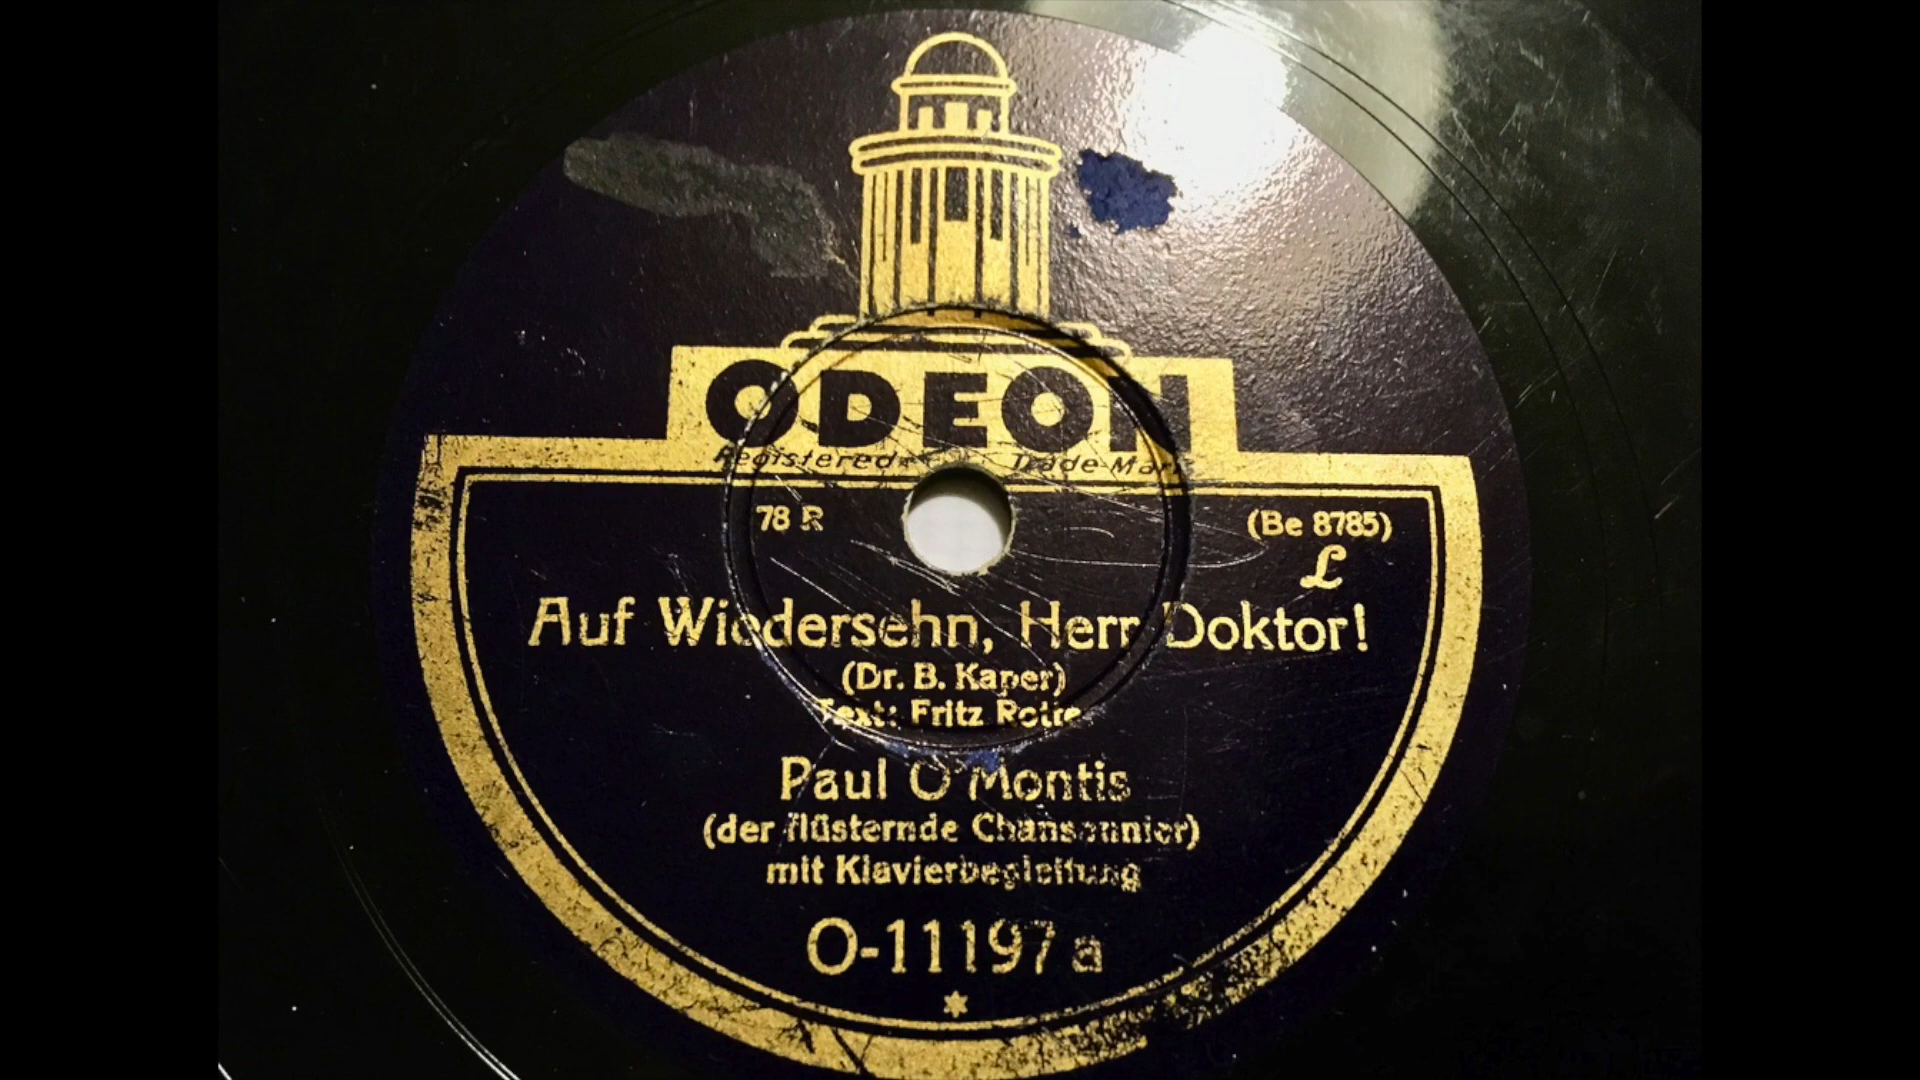 ODEON
Registered Trade-Mark
78 R
(Be 8785)
L
Auf Wiedersehn, Herr Doktor!
(Dr. B. Kaper)
Text: Fritz Rotter
Paul O'Montis
(der flüsternde Chansonnier)
mit Klavierbegleitung
O-11197a